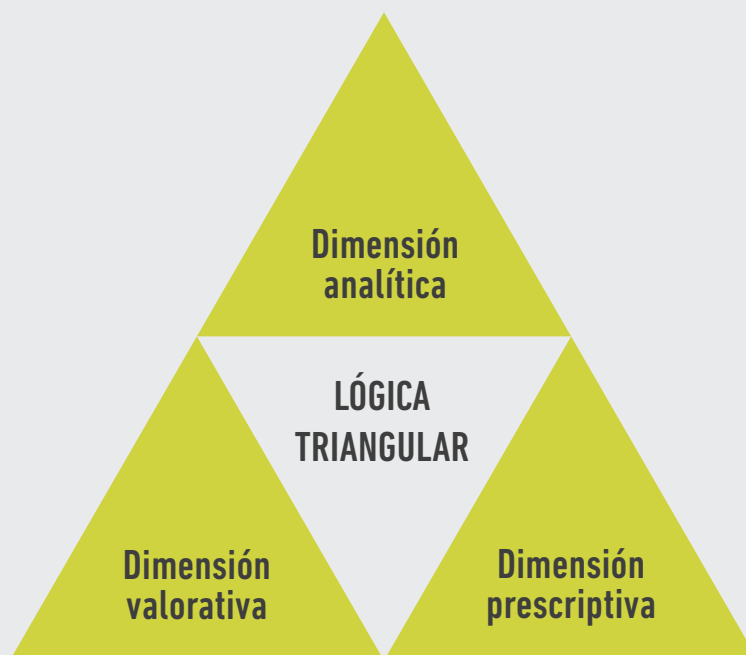 Dimensión
analítica
LÓGICA
TRIANGULAR
Dimensión
valorativa
Dimensión
prescriptiva